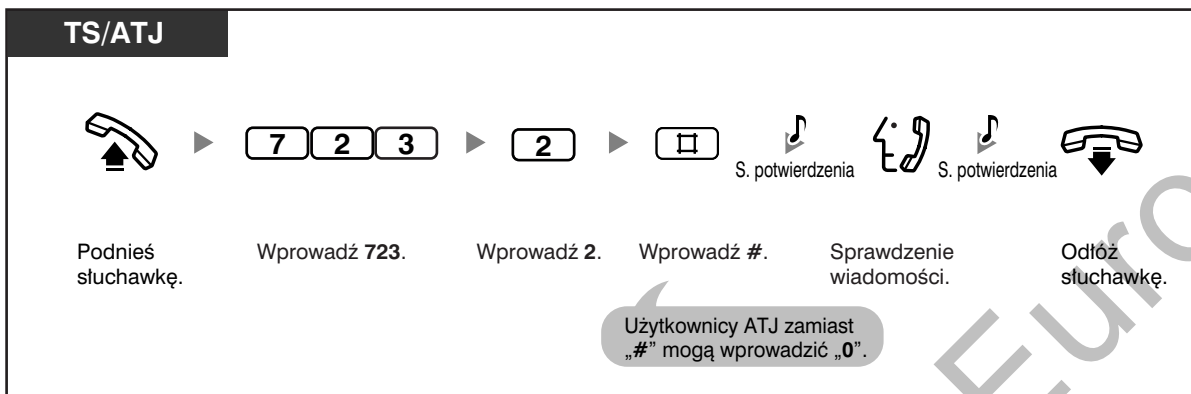 TS/ATJ
7 2 3
2
S. potwierdzenia
S. potwierdzenia
Podnieś
słuchawkę.
Wprowadź 723.
Wprowadź 2.
Wprowadź #.
Sprawdzenie
wiadomości.
Odłóż
słuchawkę.
Użytkownicy ATJ zamiast
„#” mogą wprowadzić „0”.
Euro